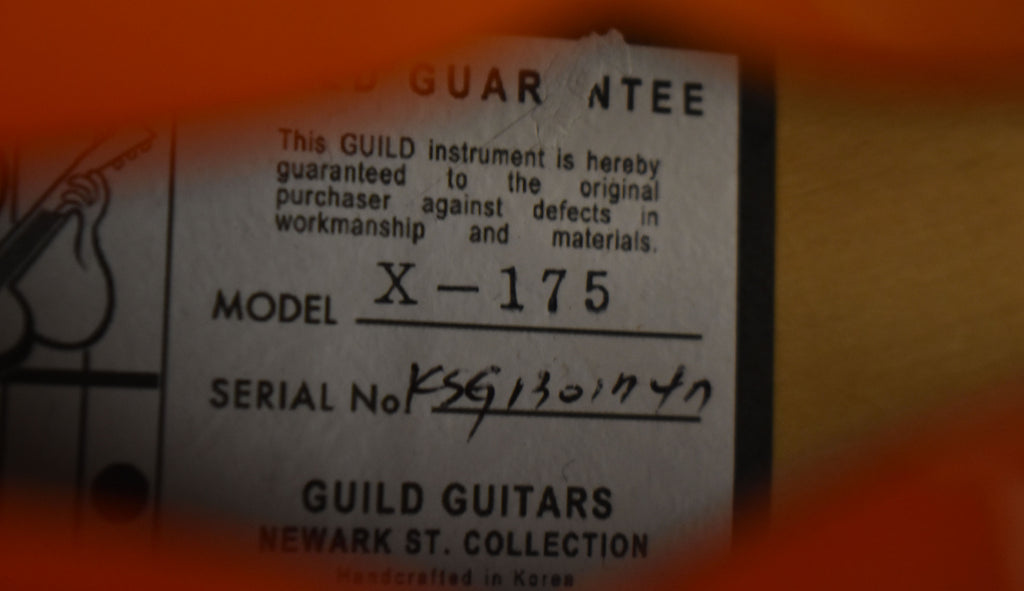 GUAR NTEE
This GUILD instrument is hereby
guaranteed to the original
purchaser against defects in
workmanship and materials.
MODEL X-175
SERIAL No
GUILD GUITARS
NEWARK ST. COLLECTION
Handcrafted in Korea